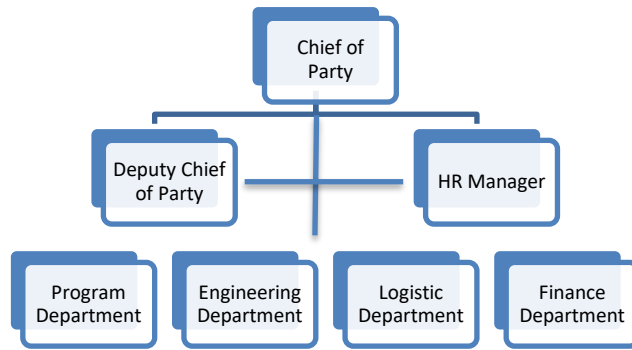 Chief of
Party
Deputy Chief
of Party
HR Manager
Program
Department
Engineering
Department
Logistic
Department
Finance
Department